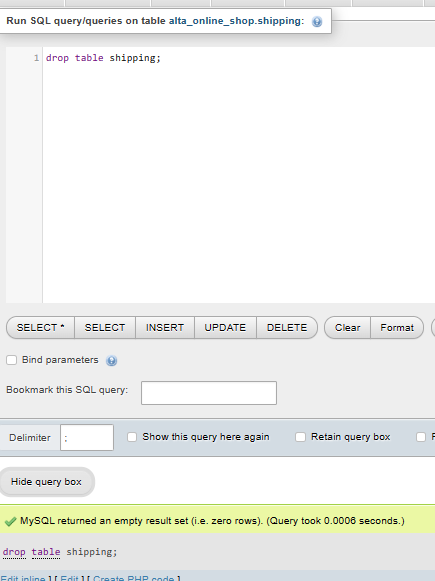 Run SQL query/queries on table alta_online_shop.shipping:
1 drop table shipping;
SELECT * SELECT INSERT UPDATE DELETE Clear Format
Bind parameters
Bookmark this SQL query:
Delimiter ; Show this query here again Retain query box
Hide query box
MySQL returned an empty result set (i.e. zero rows). (Query took 0.0006 seconds.)
drop table shipping;
Edit inline ] [ Edit ] [ Create PHP code ]